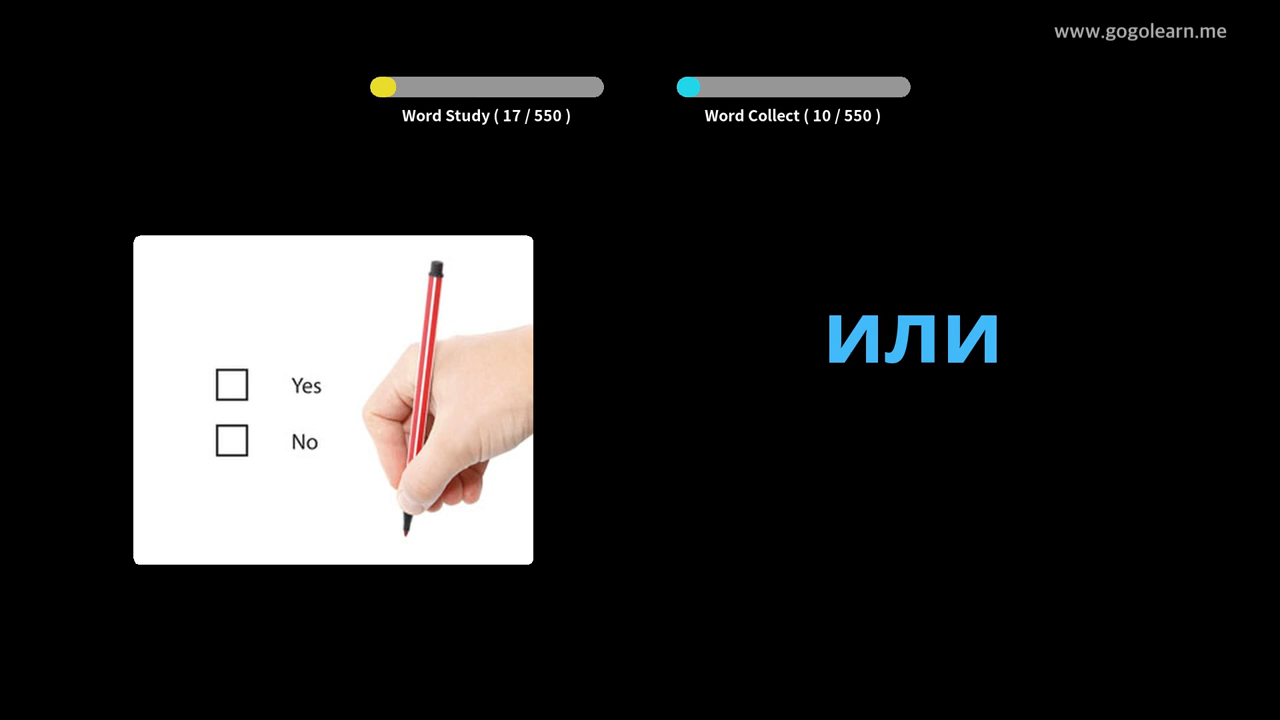 www.gogolearn.me
Word Study ( 17 / 550 )
Word Collect ( 10 / 550 )
Yes
No
или